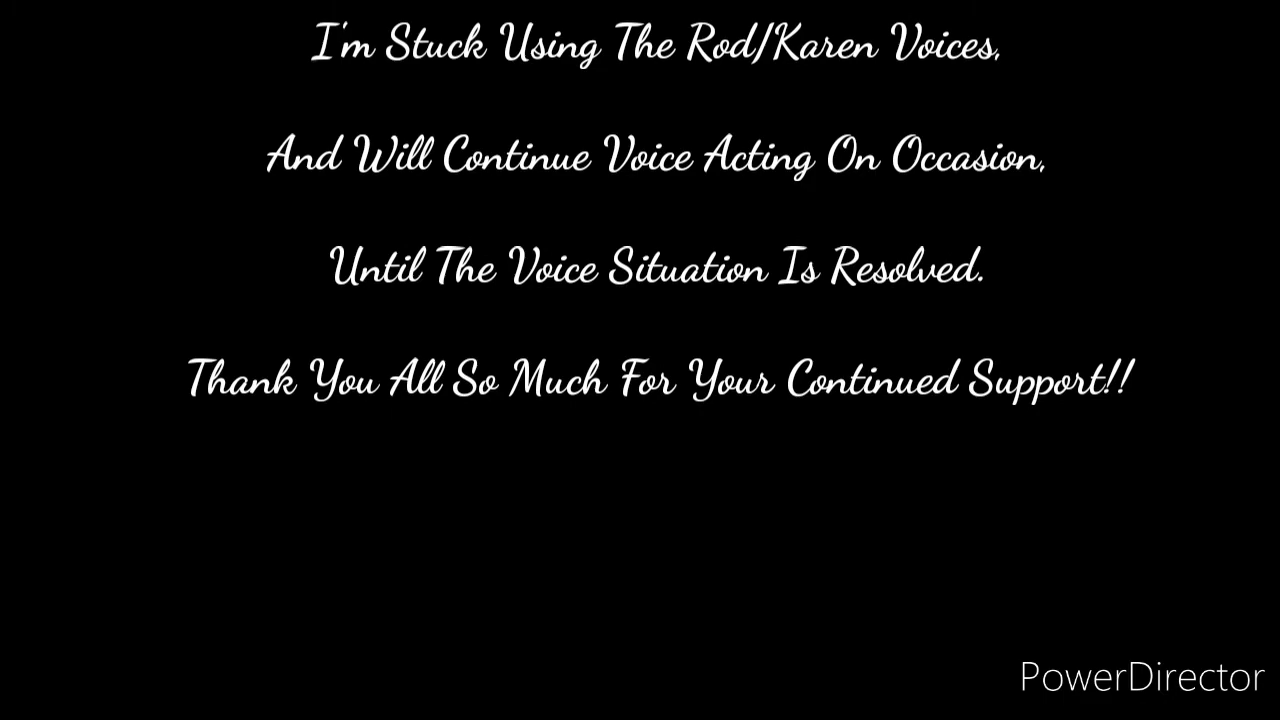 I'm Stuck Using The Rod/Karen Voices,
And Will Continue Voice Acting On Occasion,
Until The Voice Situation Is Resolved.
Thank You All So Much For Your Continued Support!!
PowerDirector